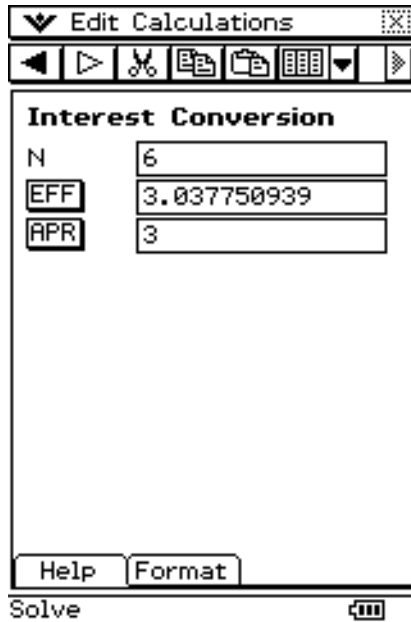 Edit Calculations
Interest Conversion
N 6
EFF 3.037750939
APR 3
Help Format
Solve